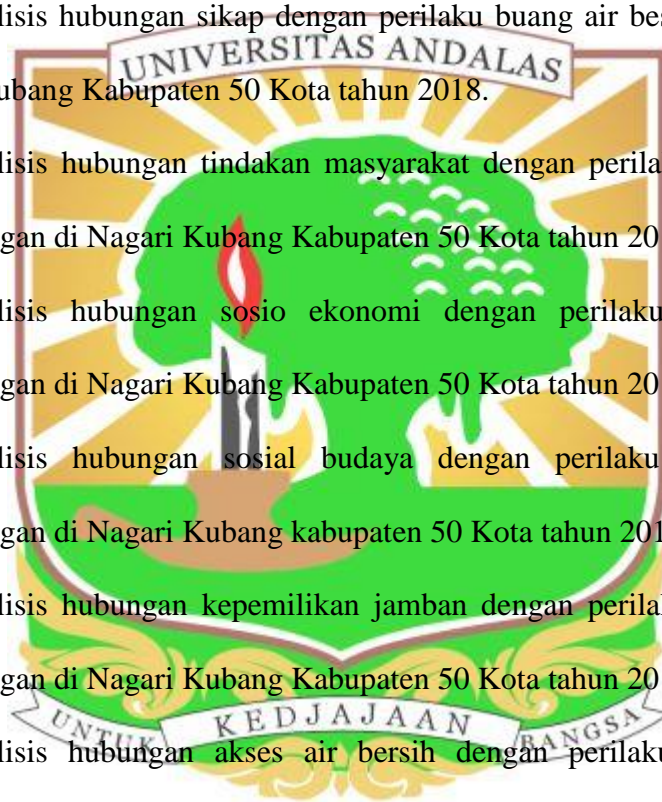 lisis hubungan sikap dengan perilaku buang air bes
UNIVERSITAS ANDALAS
ubang Kabupaten 50 Kota tahun 2018.
lisis hubungan tindakan masyarakat dengan perila
gan di Nagari Kubang Kabupaten 50 Kota tahun 20
lisis hubungan sosio ekonomi dengan perilaku
gan di Nagari Kubang Kabupaten 50 Kota tahun 20
lisis hubungan sosial budaya dengan perilaku
gan di Nagari Kubang kabupaten 50 Kota tahun 201
lisis hubungan kepemilikan jamban dengan perilal
gan di Nagari Kubang Kabupaten 50 Kota tahun 20
UNTUK KEDJAJAAN BANGSA
lisis hubungan akses air bersih dengan perilaku